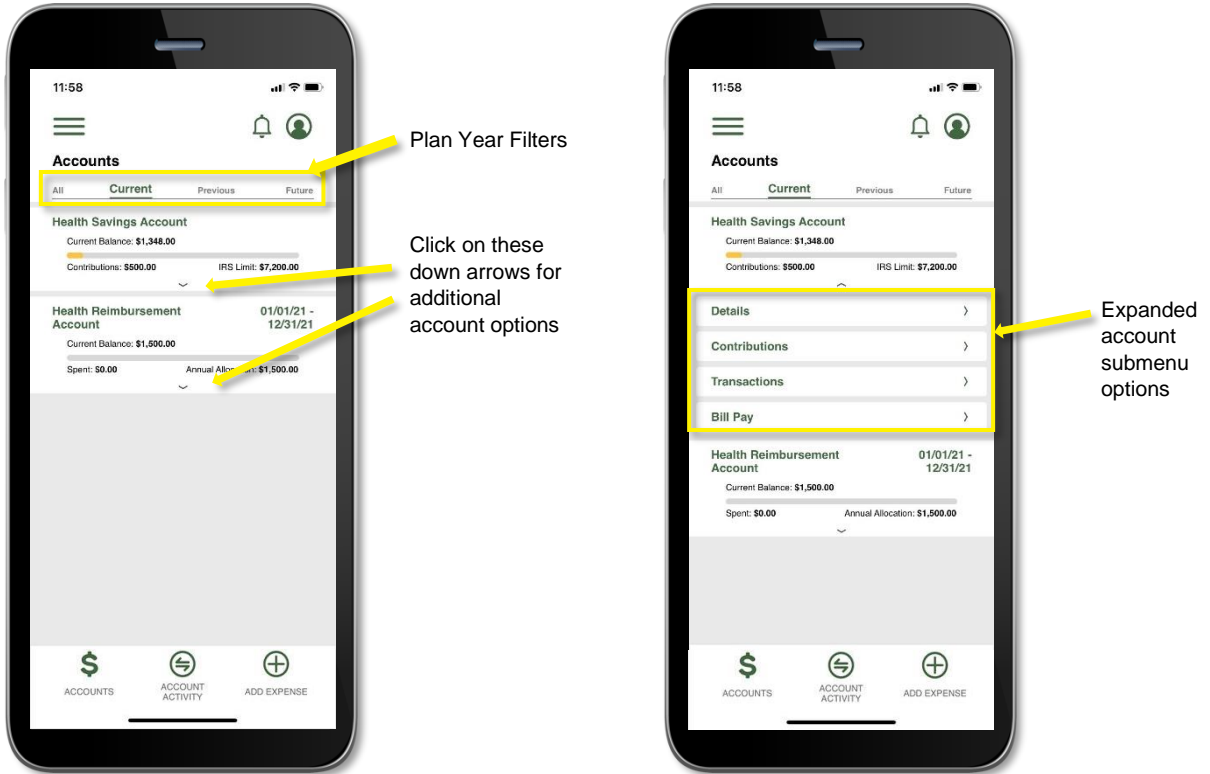 11:58
Accounts
All Current Previous Future
Health Savings Account
Current Balance: $1,348.00
Contributions: $500.00 IRS Limit: $7,200.00
Health Reimbursement 01/01/21 -
Account 12/31/21
Current Balance: $1,500.00
Spent: $0.00 Annual Allocation: $1,500.00
ACCOUNTS
ACCOUNT
ACTIVITY
ADD EXPENSE
Plan Year Filters
Click on these
down arrows for
additional
account options
11:58
Accounts
All Current Previous Future
Health Savings Account
Current Balance: $1,348.00
Contributions: $500.00 IRS Limit: $7,200.00
Details
Contributions
Transactions
Bill Pay
Health Reimbursement 01/01/21 -
Account 12/31/21
Current Balance: $1,500.00
Spent: $0.00 Annual Allocation: $1,500.00
ACCOUNTS
ACCOUNT
ACTIVITY
ADD EXPENSE
Expanded
account
submenu
options